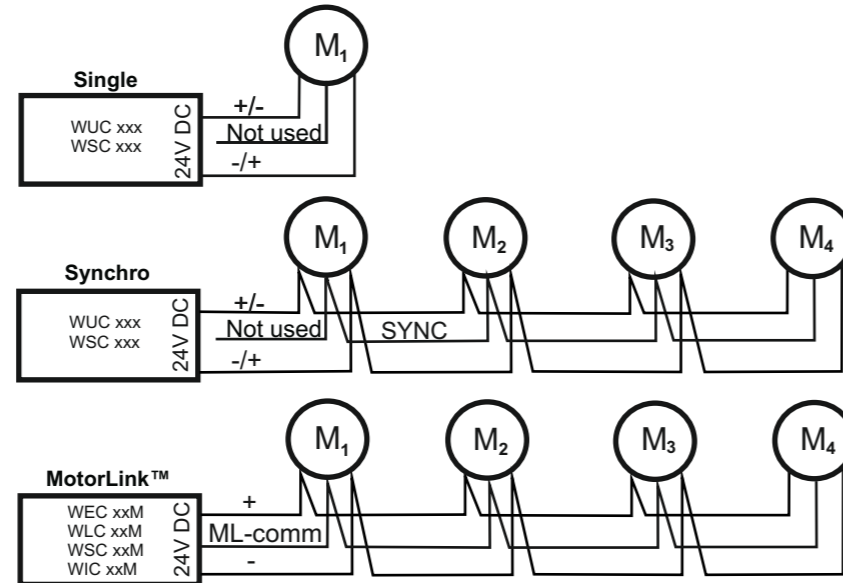 M₁
Single
WUC xxx
WSC xxx
24V DC
+/-
Not used
-/+
M₁ M₂ M₃ M₄
Synchro
WUC xxx
WSC xxx
24V DC
+/-
Not used
SYNC
-/+
M₁ M₂ M₃ M₄
MotorLink™
WEC xxM
WLC xxM
WSC xxM
WIC xxM
24V DC
+
ML-comm
-